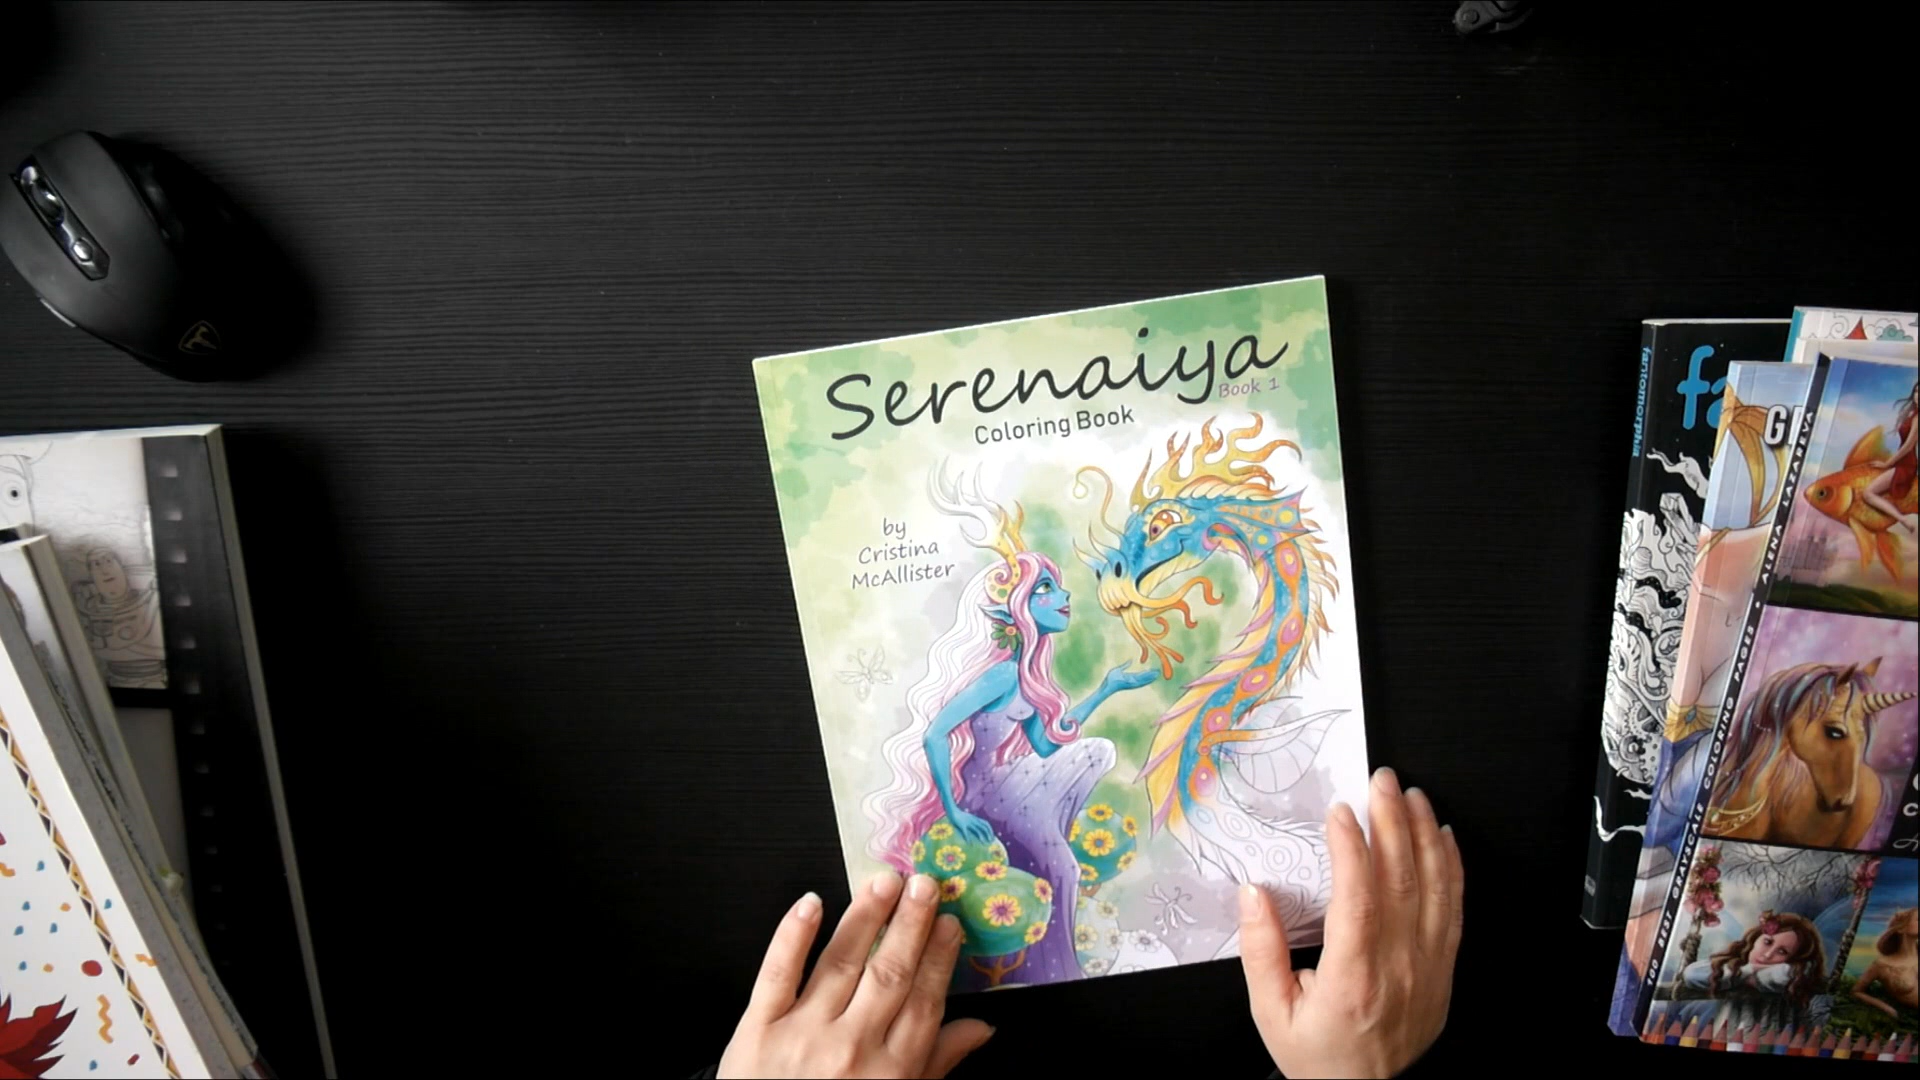 Serenaiya
Book 1
Coloring Book
by
Cristina
McAllister
fantomorphia
100 BEST GRAYSCALE COLORING PAGES • ALENA LAZAREVA